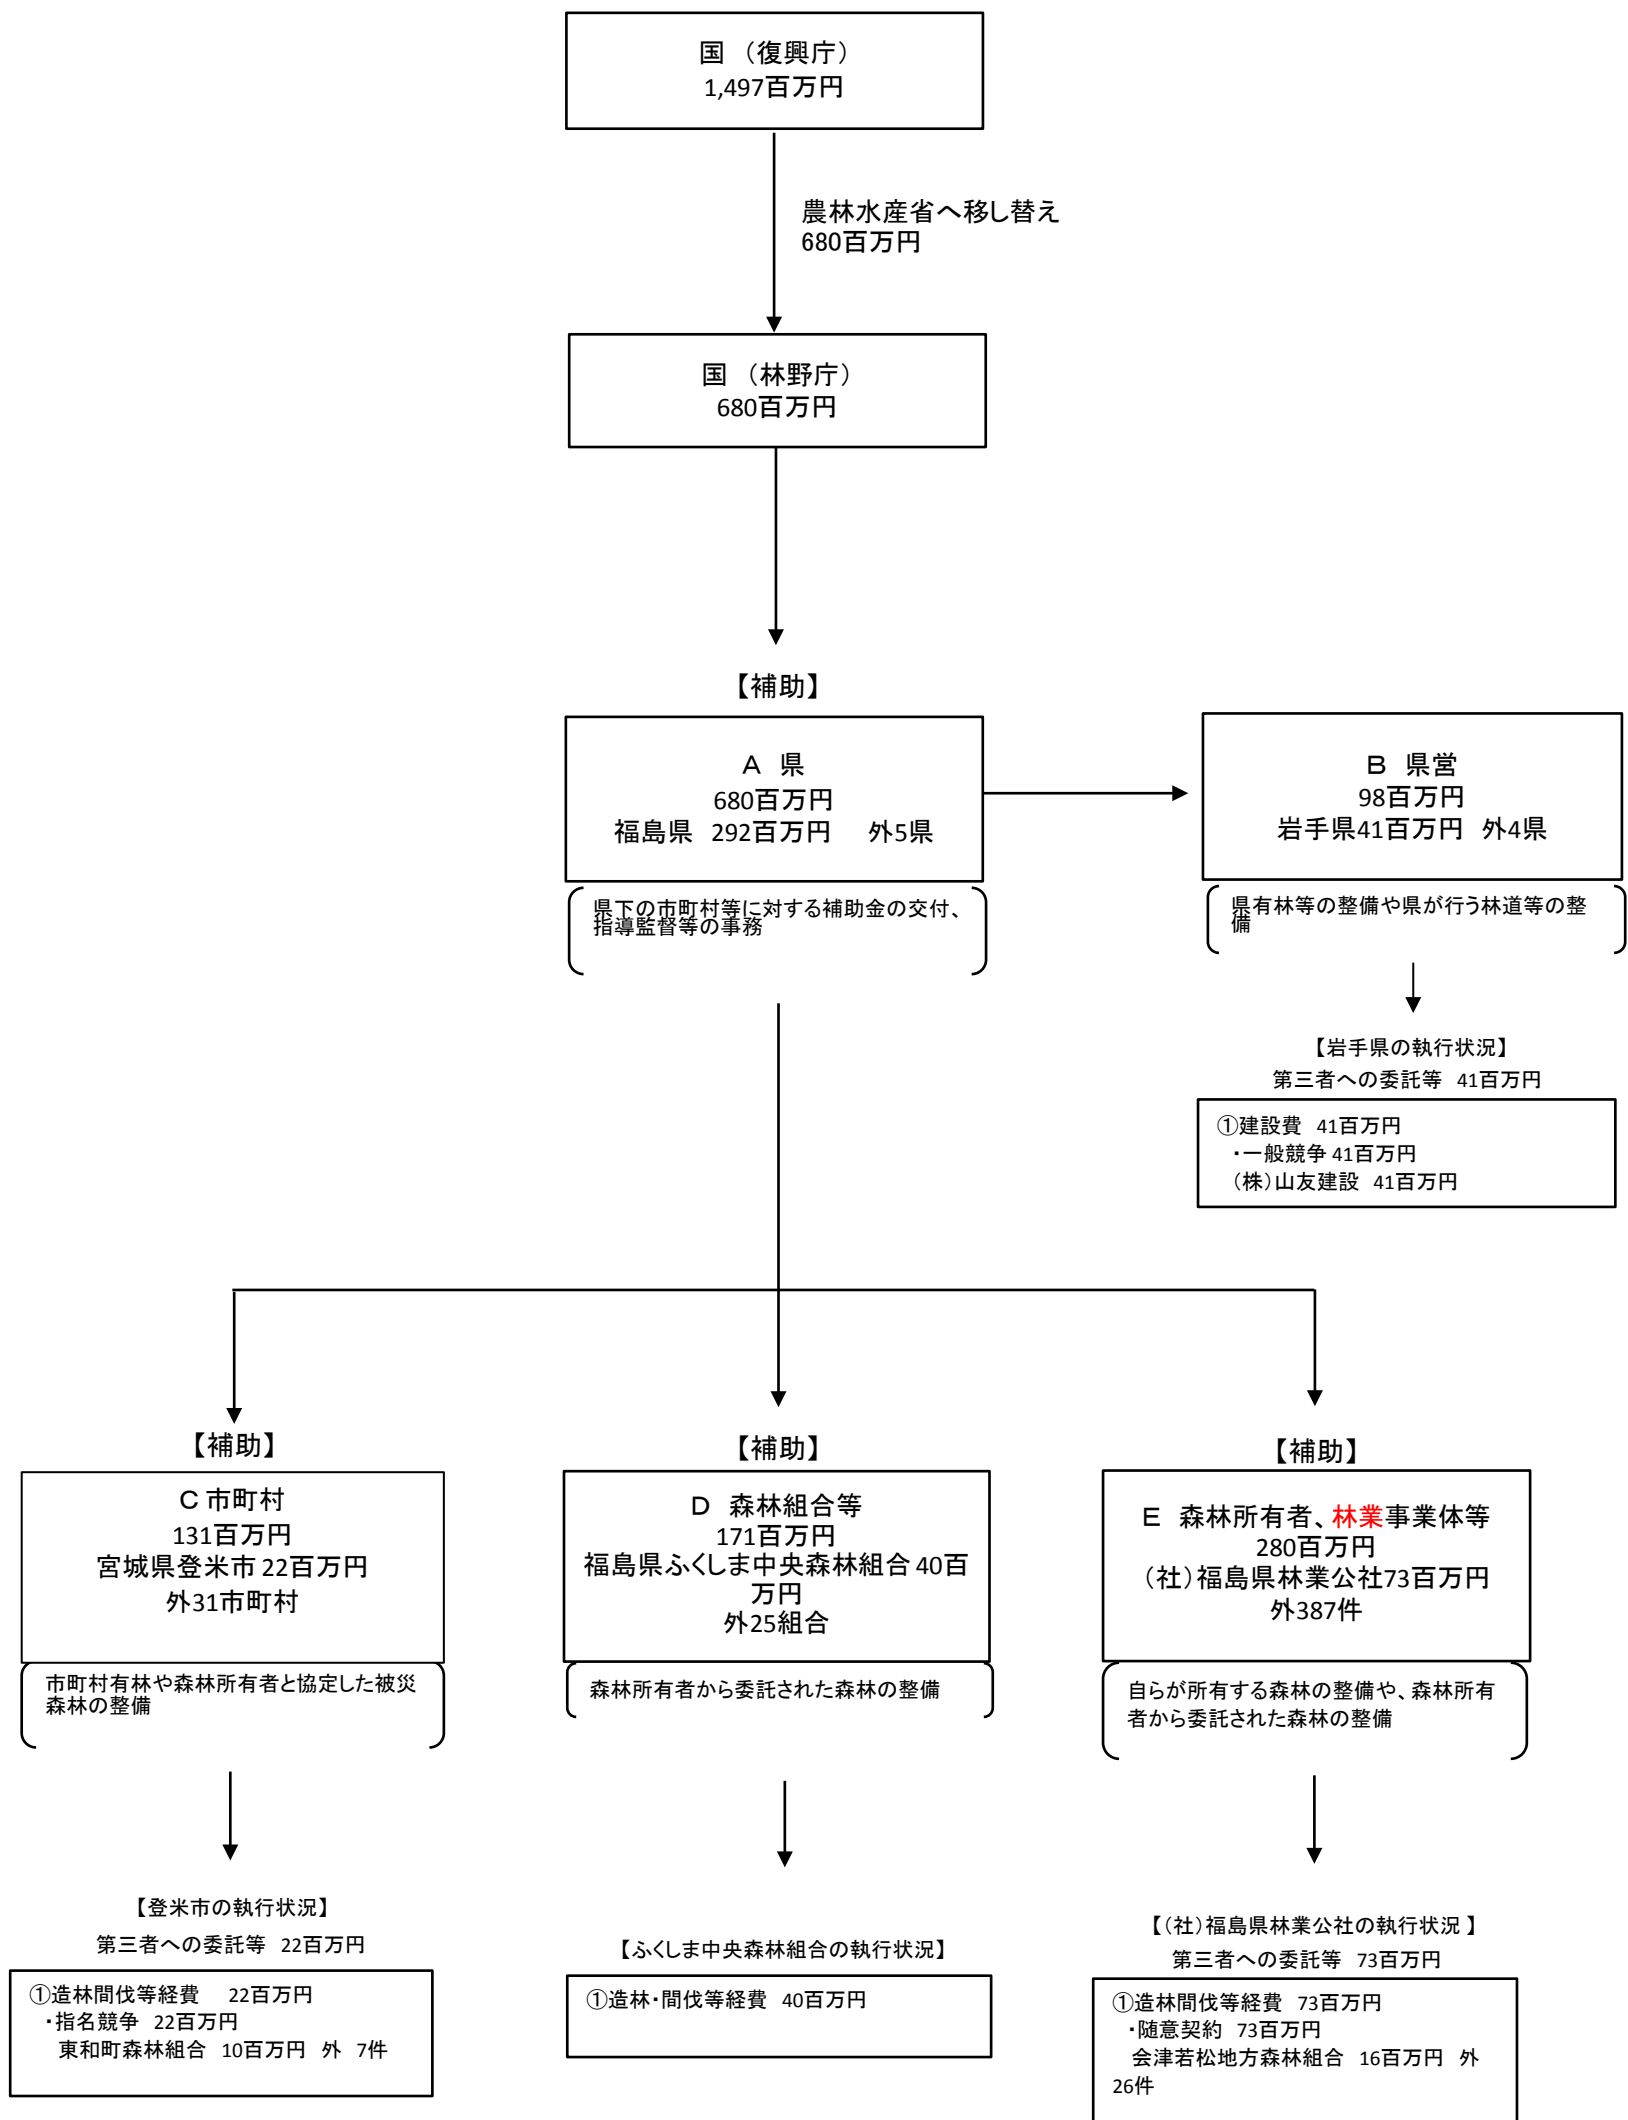 国　（復興庁）
1,497百万円
農林水産省へ移し替え
680百万円
国　（林野庁）
680百万円
【補助】
Ａ　県
680百万円
福島県　292百万円　　外5県
県下の市町村等に対する補助金の交付、
指導監督等の事務
Ｂ　県営
98百万円
岩手県41百万円　外4県
県有林等の整備や県が行う林道等の整
備
【岩手県の執行状況】
第三者への委託等　41百万円
①建設費　41百万円
・一般競争 41百万円
（株）山友建設　41百万円
【補助】
Ｃ 市町村
131百万円
宮城県登米市 22百万円
外31市町村
市町村有林や森林所有者と協定した被災
森林の整備
【登米市の執行状況】
第三者への委託等　22百万円
①造林間伐等経費　　22百万円
・指名競争　22百万円
東和町森林組合　10百万円　外　7件
【補助】
Ｄ　森林組合等
171百万円
福島県ふくしま中央森林組合 40百
万円
外25組合
森林所有者から委託された森林の整備
【ふくしま中央森林組合の執行状況】
①造林・間伐等経費　40百万円
【補助】
Ｅ　森林所有者、林業事業体等
280百万円
（社）福島県林業公社73百万円
外387件
自らが所有する森林の整備や、森林所有
者から委託された森林の整備
【（社）福島県林業公社の執行状況 】
第三者への委託等　73百万円
①造林間伐等経費　73百万円
・随意契約　73百万円
会津若松地方森林組合　16百万円　外
26件